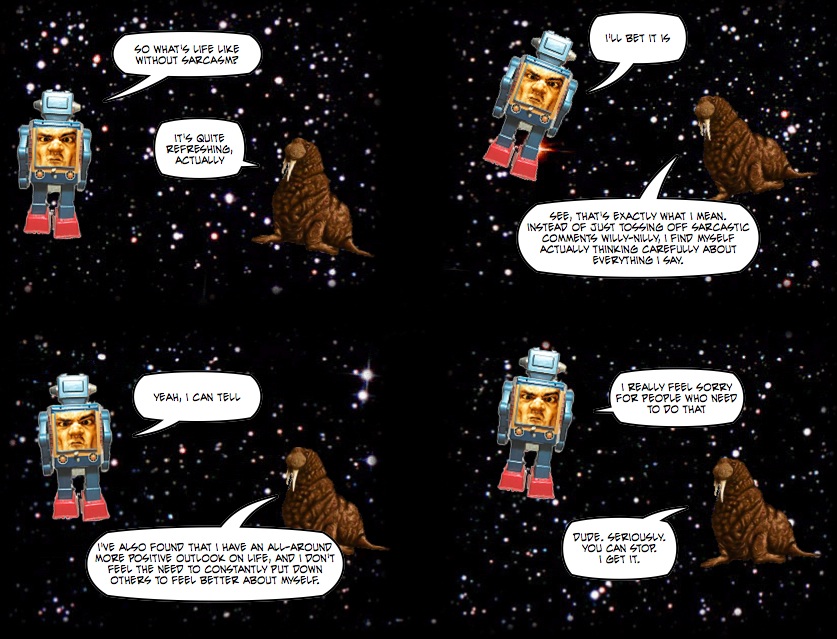 SO WHAT'S LIFE LIKE
WITHOUT SARCASM?
IT'S QUITE
REFRESHING,
ACTUALLY
I'LL BET IT IS
SEE, THAT'S EXACTLY WHAT I MEAN.
INSTEAD OF JUST TOSSING OFF SARCASTIC
COMMENTS WILLY-NILLY, I FIND MYSELF
ACTUALLY THINKING CAREFULLY ABOUT
EVERYTHING I SAY.
YEAH, I CAN TELL
I'VE ALSO FOUND THAT I HAVE AN ALL-AROUND
MORE POSITIVE OUTLOOK ON LIFE, AND I DON'T
FEEL THE NEED TO CONSTANTLY PUT DOWN
OTHERS TO FEEL BETTER ABOUT MYSELF.
I REALLY FEEL SORRY
FOR PEOPLE WHO NEED
TO DO THAT
DUDE. SERIOUSLY.
YOU CAN STOP.
I GET IT.